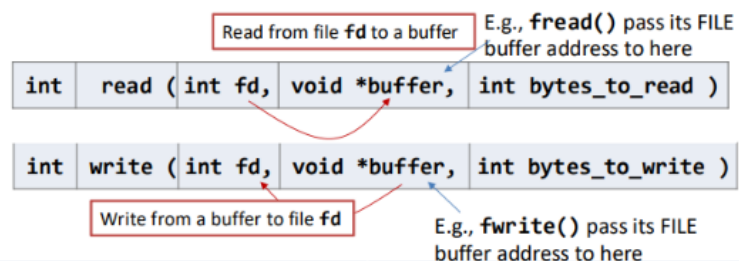 Read from file fd to a buffer
E.g., fread() pass its FILE
buffer address to here
int read ( int fd, void *buffer, int bytes_to_read )
int write ( int fd, void *buffer, int bytes_to_write )
Write from a buffer to file fd
E.g., fwrite() pass its FILE
buffer address to here